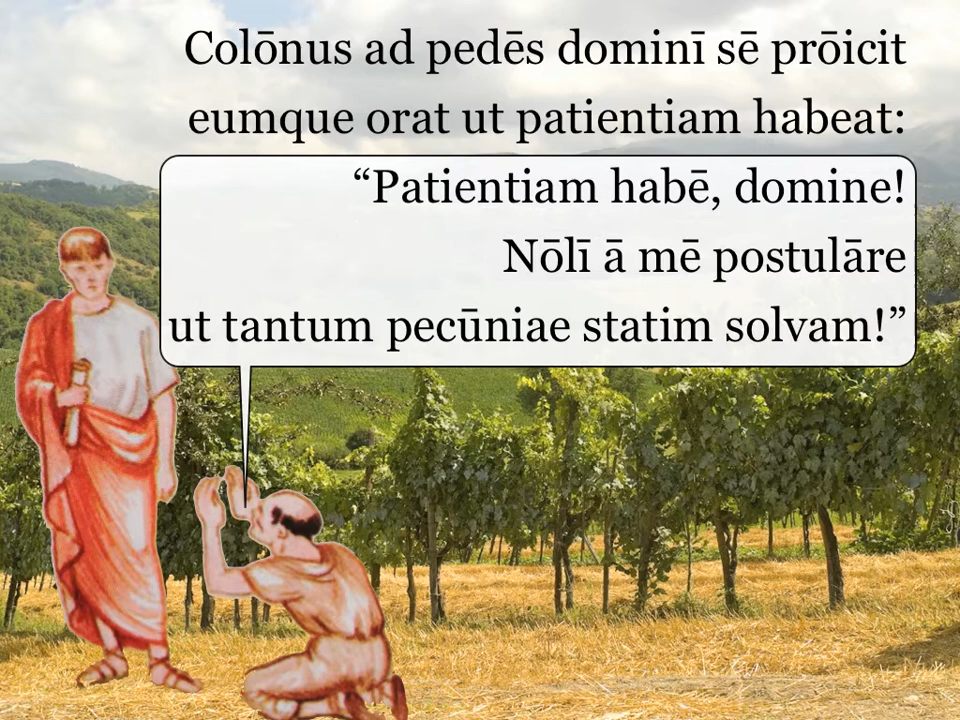 Colōnus ad pedēs dominī sē prōicit
eumque orat ut patientiam habeat:
“Patientiam habē, domine!
Nōlī ā mē postulāre
ut tantum pecūniae statim solvam!”